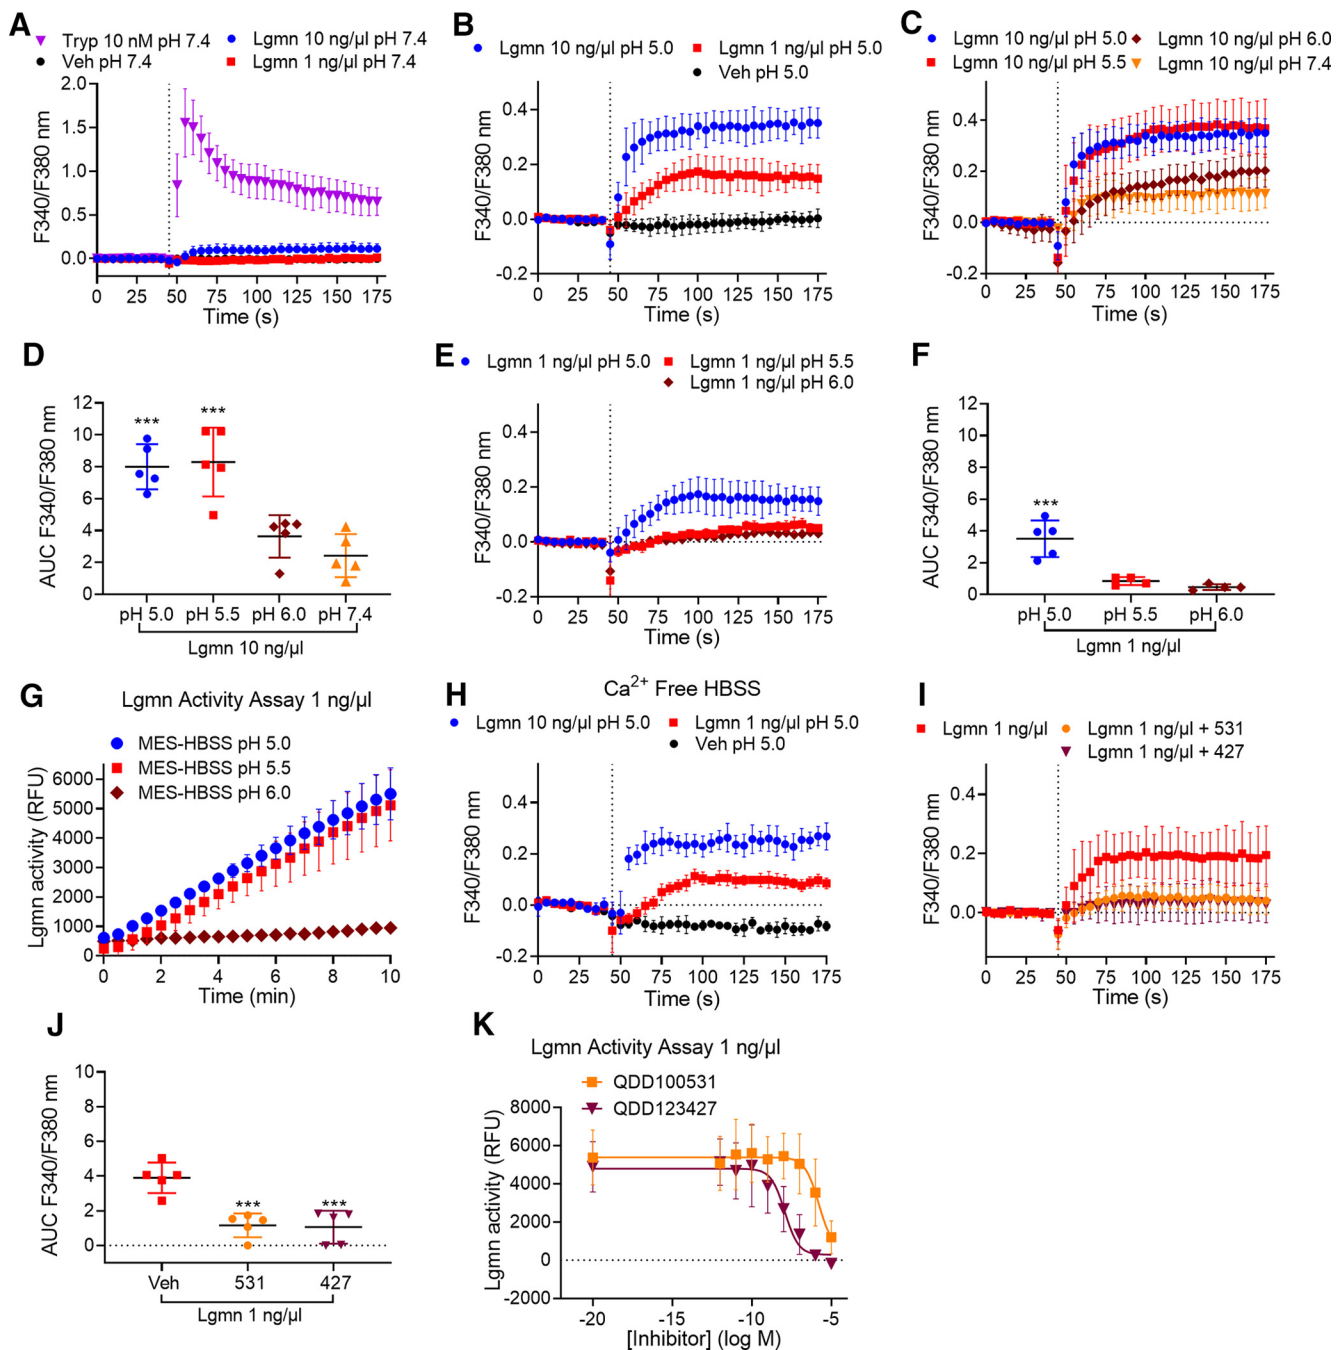 A
Tryp 10 nM pH 7.4
Lgmn 10 ng/µl pH 7.4
Veh pH 7.4
Lgmn 1 ng/µl pH 7.4
F340/F380 nm
2.0
1.5
1.0
0.5
0.0
0 25 50 75 100 125 150 175
Time (s)
B
Lgmn 10 ng/µl pH 5.0
Lgmn 1 ng/µl pH 5.0
Veh pH 5.0
F340/F380 nm
0.4
0.2
0.0
-0.2
0 25 50 75 100 125 150 175
Time (s)
C
Lgmn 10 ng/µl pH 5.0
Lgmn 10 ng/µl pH 6.0
Lgmn 10 ng/µl pH 5.5
Lgmn 10 ng/µl pH 7.4
F340/F380 nm
0.4
0.2
0.0
-0.2
0 25 50 75 100 125 150 175
Time (s)
D
AUC F340/F380 nm
12
10
8
6
4
2
0
*** ***
pH 5.0 pH 5.5 pH 6.0 pH 7.4
Lgmn 10 ng/µl
E
Lgmn 1 ng/µl pH 5.0
Lgmn 1 ng/µl pH 5.5
Lgmn 1 ng/µl pH 6.0
F340/F380 nm
0.4
0.2
0.0
-0.2
0 25 50 75 100 125 150 175
Time (s)
F
AUC F340/F380 nm
12
10
8
6
4
2
0
***
pH 5.0 pH 5.5 pH 6.0
Lgmn 1 ng/µl
G
Lgmn Activity Assay 1 ng/µl
MES-HBSS pH 5.0
MES-HBSS pH 5.5
MES-HBSS pH 6.0
Lgmn activity (RFU)
6000
5000
4000
3000
2000
1000
0
0 2 4 6 8 10
Time (min)
H
Ca2+ Free HBSS
Lgmn 10 ng/µl pH 5.0
Lgmn 1 ng/µl pH 5.0
Veh pH 5.0
F340/F380 nm
0.4
0.2
0.0
-0.2
0 25 50 75 100 125 150 175
Time (s)
I
Lgmn 1 ng/µl
Lgmn 1 ng/µl + 531
Lgmn 1 ng/µl + 427
F340/F380 nm
0.4
0.2
0.0
0 25 50 75 100 125 150 175
Time (s)
J
AUC F340/F380 nm
10
8
6
4
2
0
*** ***
Veh 531 427
Lgmn 1 ng/µl
K
Lgmn Activity Assay 1 ng/µl
QDD100531
QDD123427
Lgmn activity (RFU)
8000
6000
4000
2000
0
-2000
-20 -15 -10 -5
[Inhibitor] (log M)